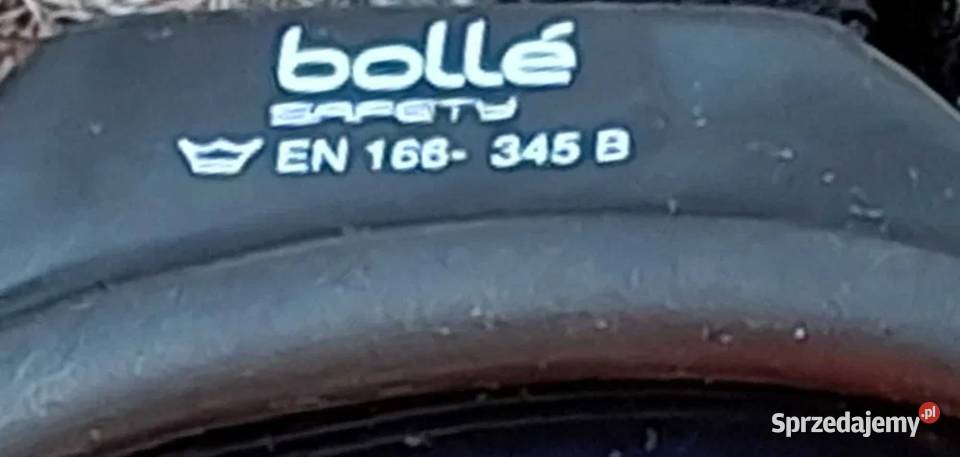 bollé
SAFETY
EN 166- 345 B
Sprzedajemy.pl